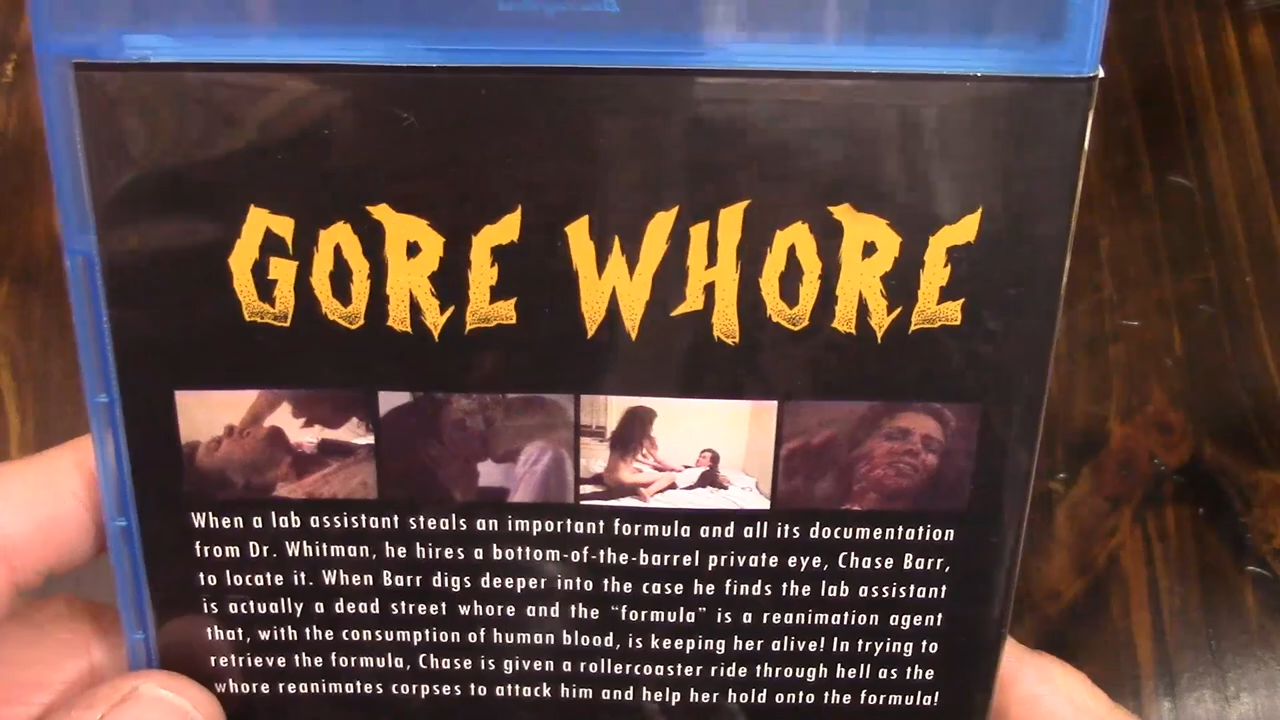 GORE WHORE
When a lab assistant steals an important formula and all its documentation
from Dr. Whitman, he hires a bottom-of-the-barrel private eye, Chase Barr,
to locate it. When Barr digs deeper into the case he finds the lab assistant
is actually a dead street whore and the “formula” is a reanimation agent
that, with the consumption of human blood, is keeping her alive! In trying to
retrieve the formula, Chase is given a rollercoaster ride through hell as the
whore reanimates corpses to attack him and help her hold onto the formula!